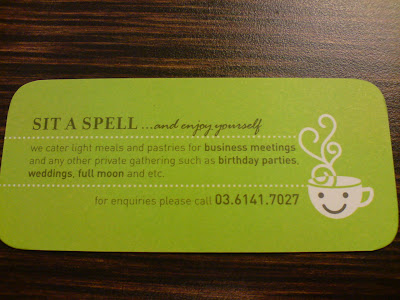 SIT A SPELL ...and enjoy yourself
we cater light meals and pastries for business meetings
and any other private gathering such as birthday parties,
weddings, full moon and etc.
for enquiries please call 03.6141.7027